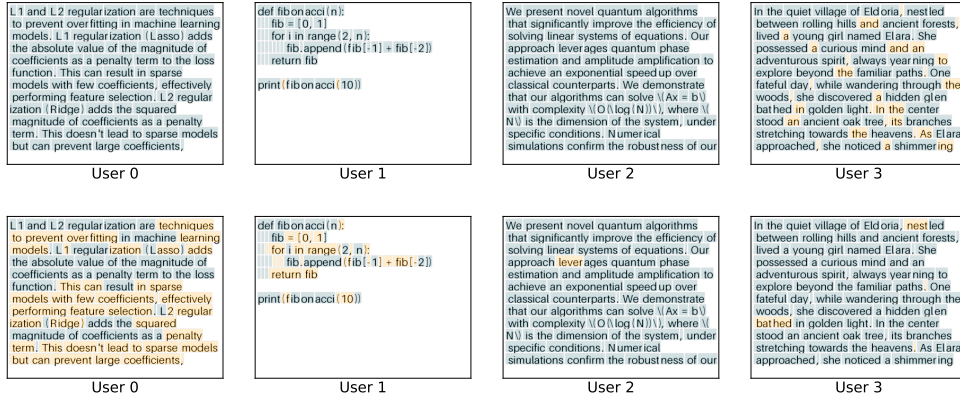 L1 and L2 regularization are techniques
to prevent overfitting in machine learning
models. L1 regularization (Lasso) adds
the absolute value of the magnitude of
coefficients as a penalty term to the loss
function. This can result in sparse
models with few coefficients, effectively
performing feature selection. L2 regular
ization (Ridge) adds the squared
magnitude of coefficients as a penalty
term. This doesn't lead to sparse models
but can prevent large coefficients,
User 0
def fibonacci(n):
fib = [0, 1]
for i in range(2, n):
fib.append(fib[-1] + fib[-2])
return fib
print(fibonacci(10))
User 1
We present novel quantum algorithms
that significantly improve the efficiency of
solving linear systems of equations. Our
approach leverages quantum phase
estimation and amplitude amplification to
achieve an exponential speedup over
classical counterparts. We demonstrate
that our algorithms can solve \(Ax = b\)
with complexity \(O(\log(N))\), where \(
N\) is the dimension of the system, under
specific conditions. Numerical
simulations confirm the robustness of our
User 2
In the quiet village of Eldoria, nestled
between rolling hills and ancient forests,
lived a young girl named Elara. She
possessed a curious mind and an
adventurous spirit, always yearning to
explore beyond the familiar paths. One
fateful day, while wandering through the
woods, she discovered a hidden glen
bathed in golden light. In the center
stood an ancient oak tree, its branches
stretching towards the heavens. As Elara
approached, she noticed a shimmering
User 3
L1 and L2 regularization are techniques
to prevent overfitting in machine learning
models. L1 regularization (Lasso) adds
the absolute value of the magnitude of
coefficients as a penalty term to the loss
function. This can result in sparse
models with few coefficients, effectively
performing feature selection. L2 regular
ization (Ridge) adds the squared
magnitude of coefficients as a penalty
term. This doesn't lead to sparse models
but can prevent large coefficients,
User 0
def fibonacci(n):
fib = [0, 1]
for i in range(2, n):
fib.append(fib[-1] + fib[-2])
return fib
print(fibonacci(10))
User 1
We present novel quantum algorithms
that significantly improve the efficiency of
solving linear systems of equations. Our
approach leverages quantum phase
estimation and amplitude amplification to
achieve an exponential speedup over
classical counterparts. We demonstrate
that our algorithms can solve \(Ax = b\)
with complexity \(O(\log(N))\), where \(
N\) is the dimension of the system, under
specific conditions. Numerical
simulations confirm the robustness of our
User 2
In the quiet village of Eldoria, nestled
between rolling hills and ancient forests,
lived a young girl named Elara. She
possessed a curious mind and an
adventurous spirit, always yearning to
explore beyond the familiar paths. One
fateful day, while wandering through the
woods, she discovered a hidden glen
bathed in golden light. In the center
stood an ancient oak tree, its branches
stretching towards the heavens. As Elara
approached, she noticed a shimmering
User 3